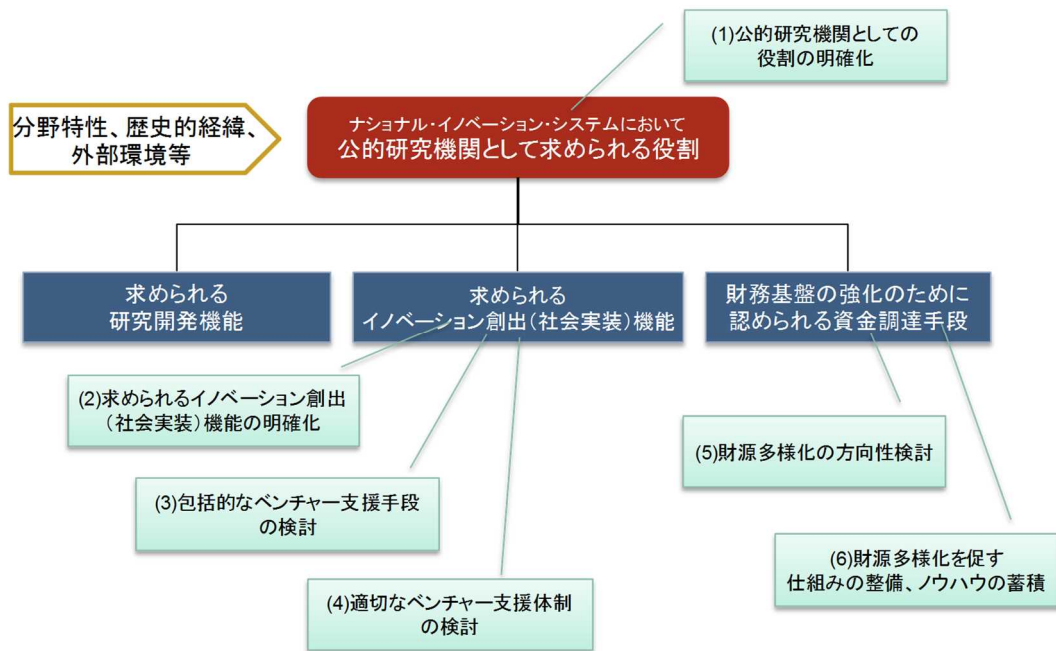 (1)公的研究機関としての
役割の明確化
分野特性、歴史的経緯、
外部環境等
ナショナル・イノベーション・システムにおいて
公的研究機関として求められる役割
求められる
研究開発機能
求められる
イノベーション創出（社会実装）機能
財務基盤の強化のために
認められる資金調達手段
(2)求められるイノベーション創出
（社会実装）機能の明確化
(3)包括的なベンチャー支援手段
の検討
(4)適切なベンチャー支援体制
の検討
(5)財源多様化の方向性検討
(6)財源多様化を促す
仕組みの整備、ノウハウの蓄積